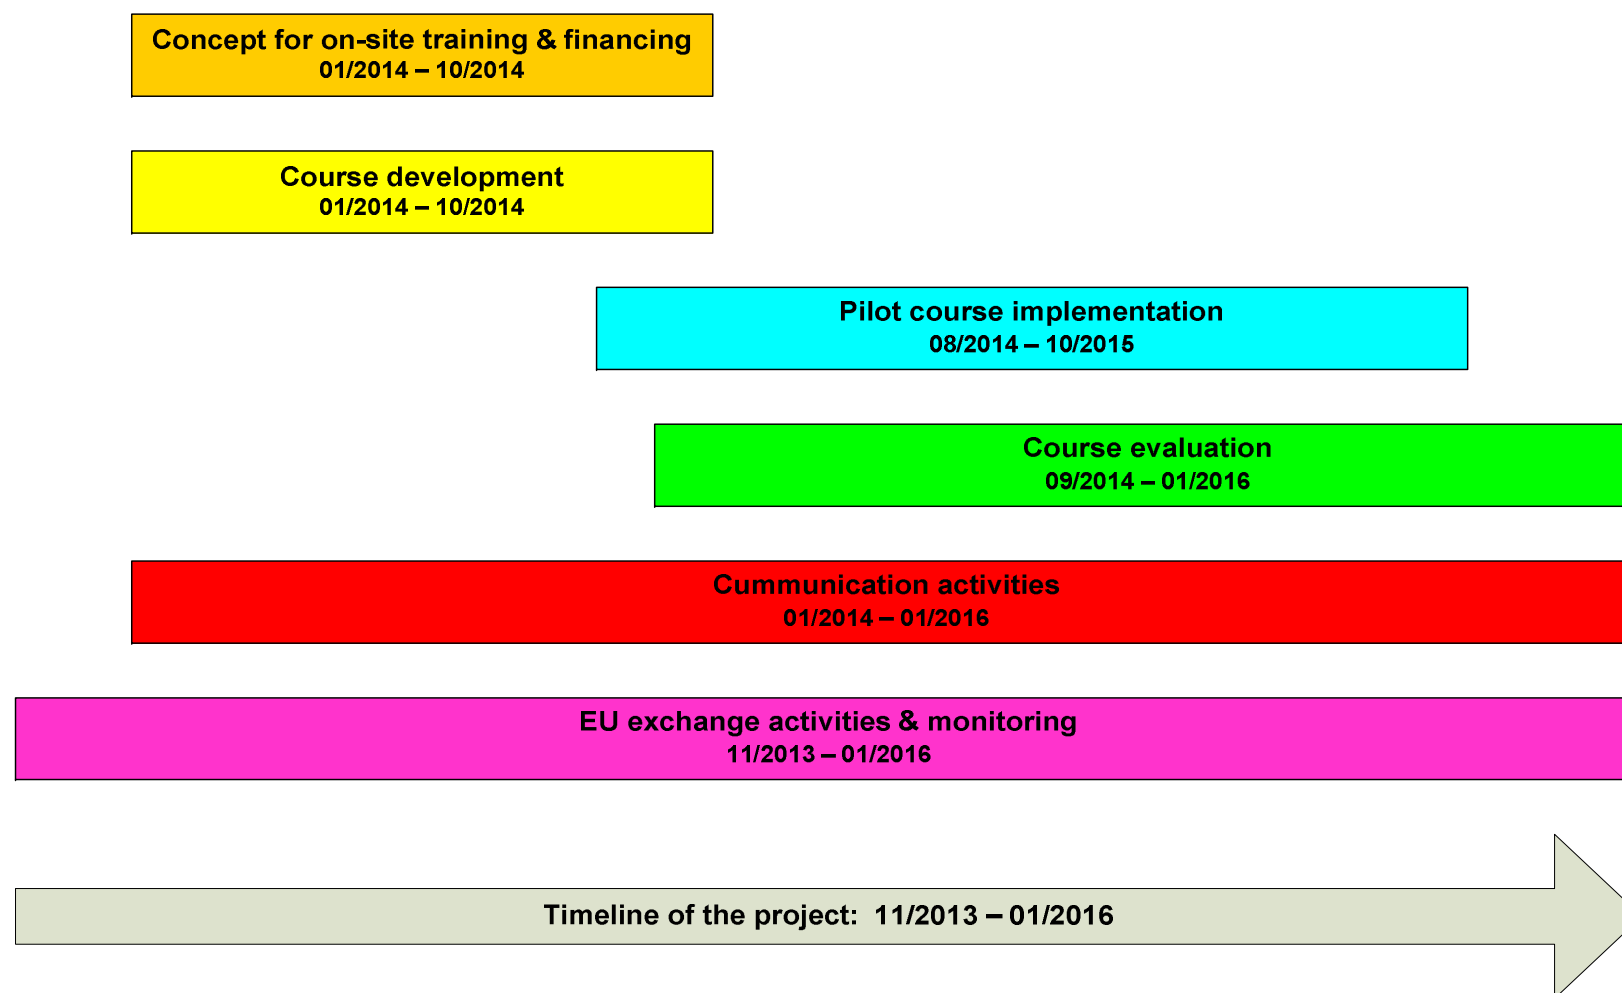 Concept for on-site training & financing
01/2014 – 10/2014
Course development
01/2014 – 10/2014
Pilot course implementation
08/2014 – 10/2015
Course evaluation
09/2014 – 01/2016
Cummunication activities
01/2014 – 01/2016
EU exchange activities & monitoring
11/2013 – 01/2016
Timeline of the project:  11/2013 – 01/2016